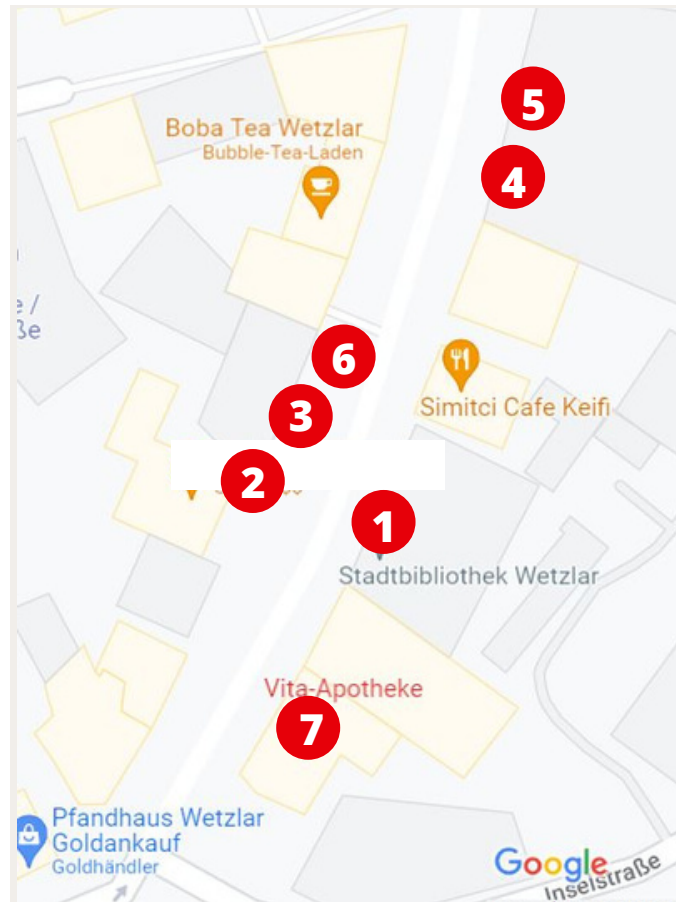 5
Boba Tea Wetzlar
Bubble-Tea-Laden
4
e /
ße
6
Simitci Cafe Keifi
3
2
1
Stadtbibliothek Wetzlar
Vita-Apotheke
7
Pfandhaus Wetzlar
Goldankauf
Goldhändler
Google
Inselstraße